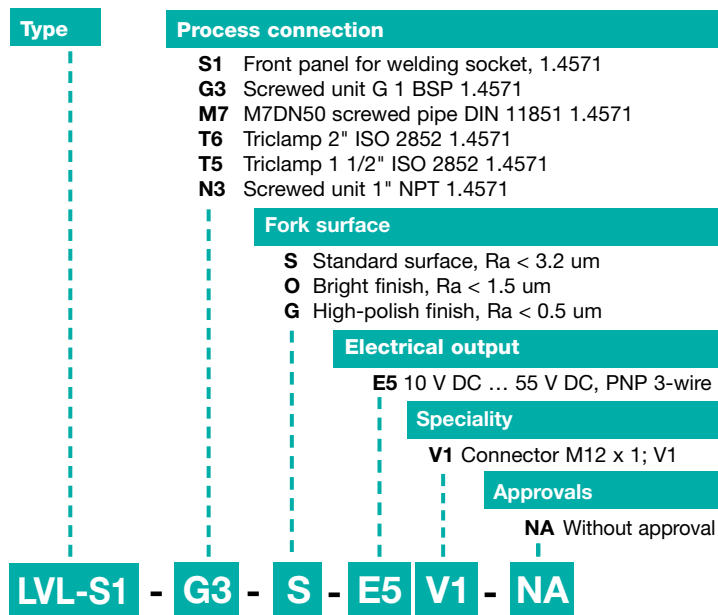 Type
Process connection
S1 Front panel for welding socket, 1.4571
G3 Screwed unit G 1 BSP 1.4571
M7 M7DN50 screwed pipe DIN 11851 1.4571
T6 Triclamp 2" ISO 2852 1.4571
T5 Triclamp 1 1/2" ISO 2852 1.4571
N3 Screwed unit 1" NPT 1.4571
Fork surface
S Standard surface, Ra < 3.2 um
O Bright finish, Ra < 1.5 um
G High-polish finish, Ra < 0.5 um
Electrical output
E5 10 V DC … 55 V DC, PNP 3-wire
Speciality
V1 Connector M12 x 1; V1
Approvals
NA Without approval
LVL-S1 - G3 - S - E5 V1 - NA